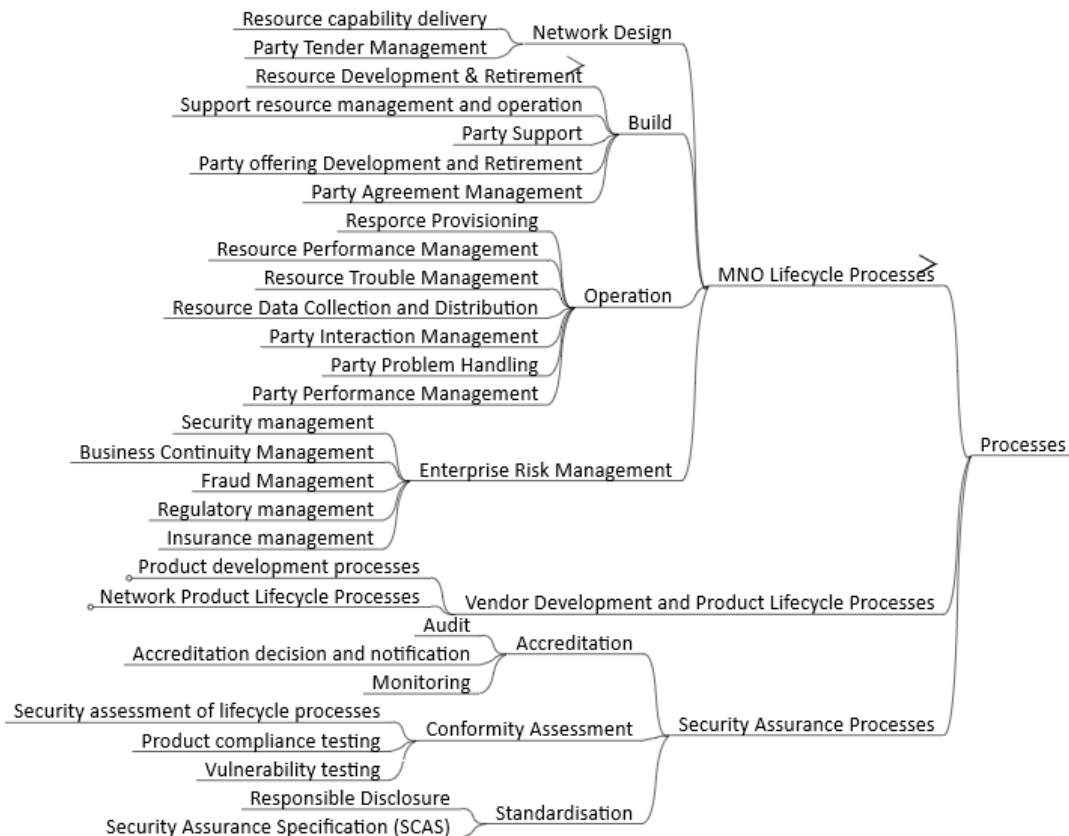 Resource capability delivery
Party Tender Management
Network Design
Resource Development & Retirement
Support resource management and operation
Party Support
Party offering Development and Retirement
Party Agreement Management
Build
Resporce Provisioning
Resource Performance Management
Resource Trouble Management
Resource Data Collection and Distribution
Party Interaction Management
Party Problem Handling
Party Performance Management
Operation
Security management
Business Continuity Management
Fraud Management
Regulatory management
Insurance management
Enterprise Risk Management
MNO Lifecycle Processes
Product development processes
Network Product Lifecycle Processes
Vendor Development and Product Lifecycle Processes
Audit
Accreditation decision and notification
Monitoring
Accreditation
Security assessment of lifecycle processes
Product compliance testing
Vulnerability testing
Conformity Assessment
Responsible Disclosure
Security Assurance Specification (SCAS)
Standardisation
Security Assurance Processes
Processes